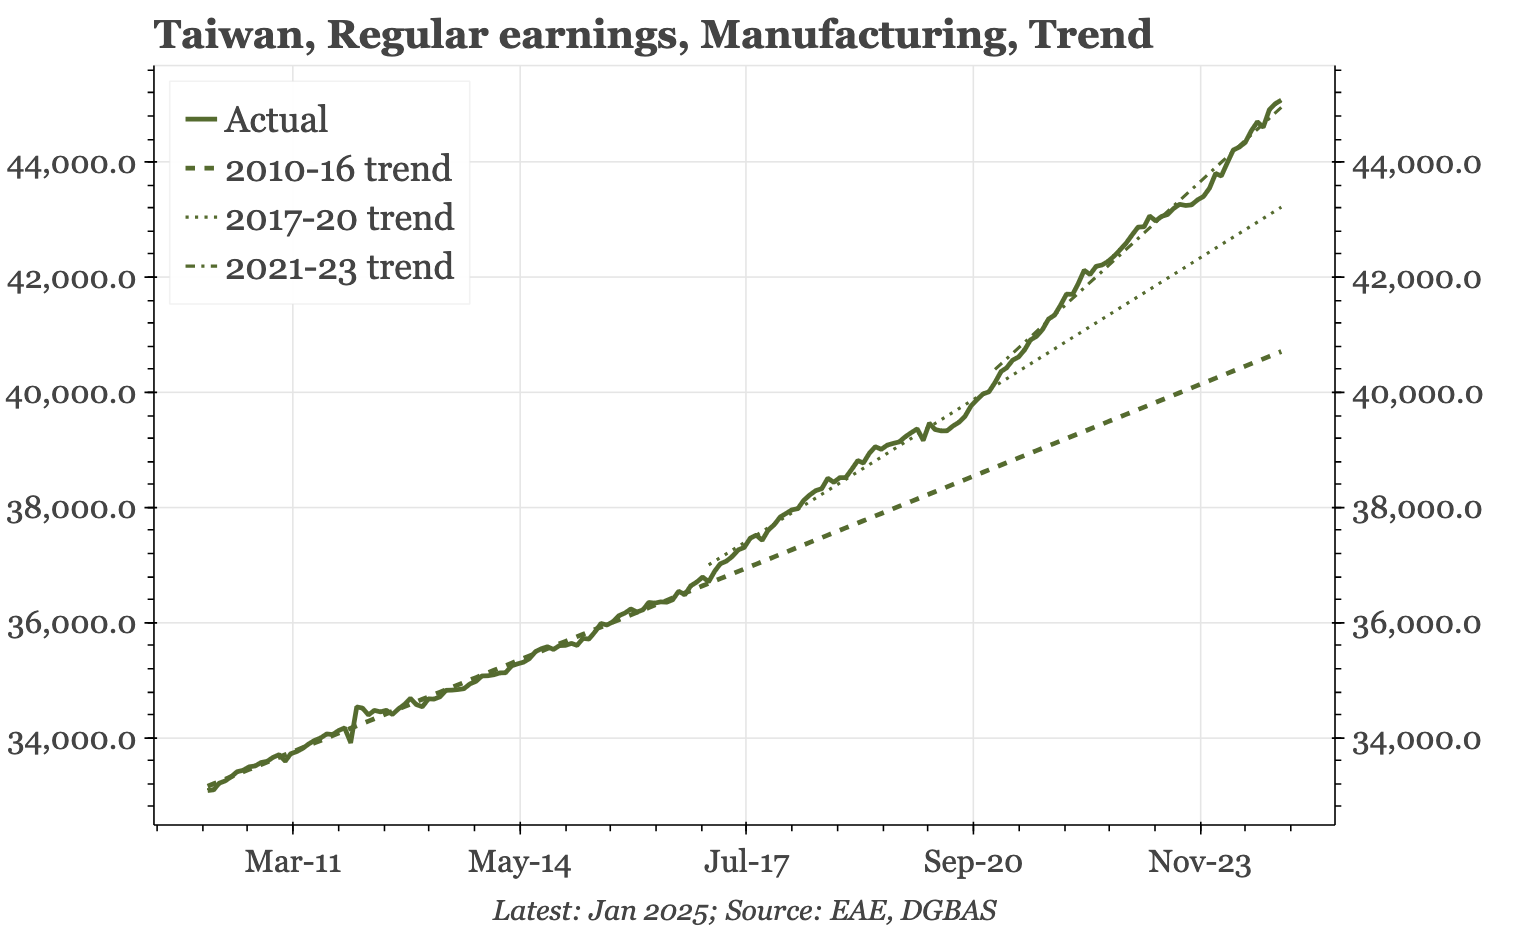 Taiwan, Regular earnings, Manufacturing, Trend
Actual
2010-16 trend
2017-20 trend
2021-23 trend
44,000.0 44,000.0
42,000.0 42,000.0
40,000.0 40,000.0
38,000.0 38,000.0
36,000.0 36,000.0
34,000.0 34,000.0
Mar-11 May-14 Jul-17 Sep-20 Nov-23
Latest: Jan 2025; Source: EAE, DGBAS